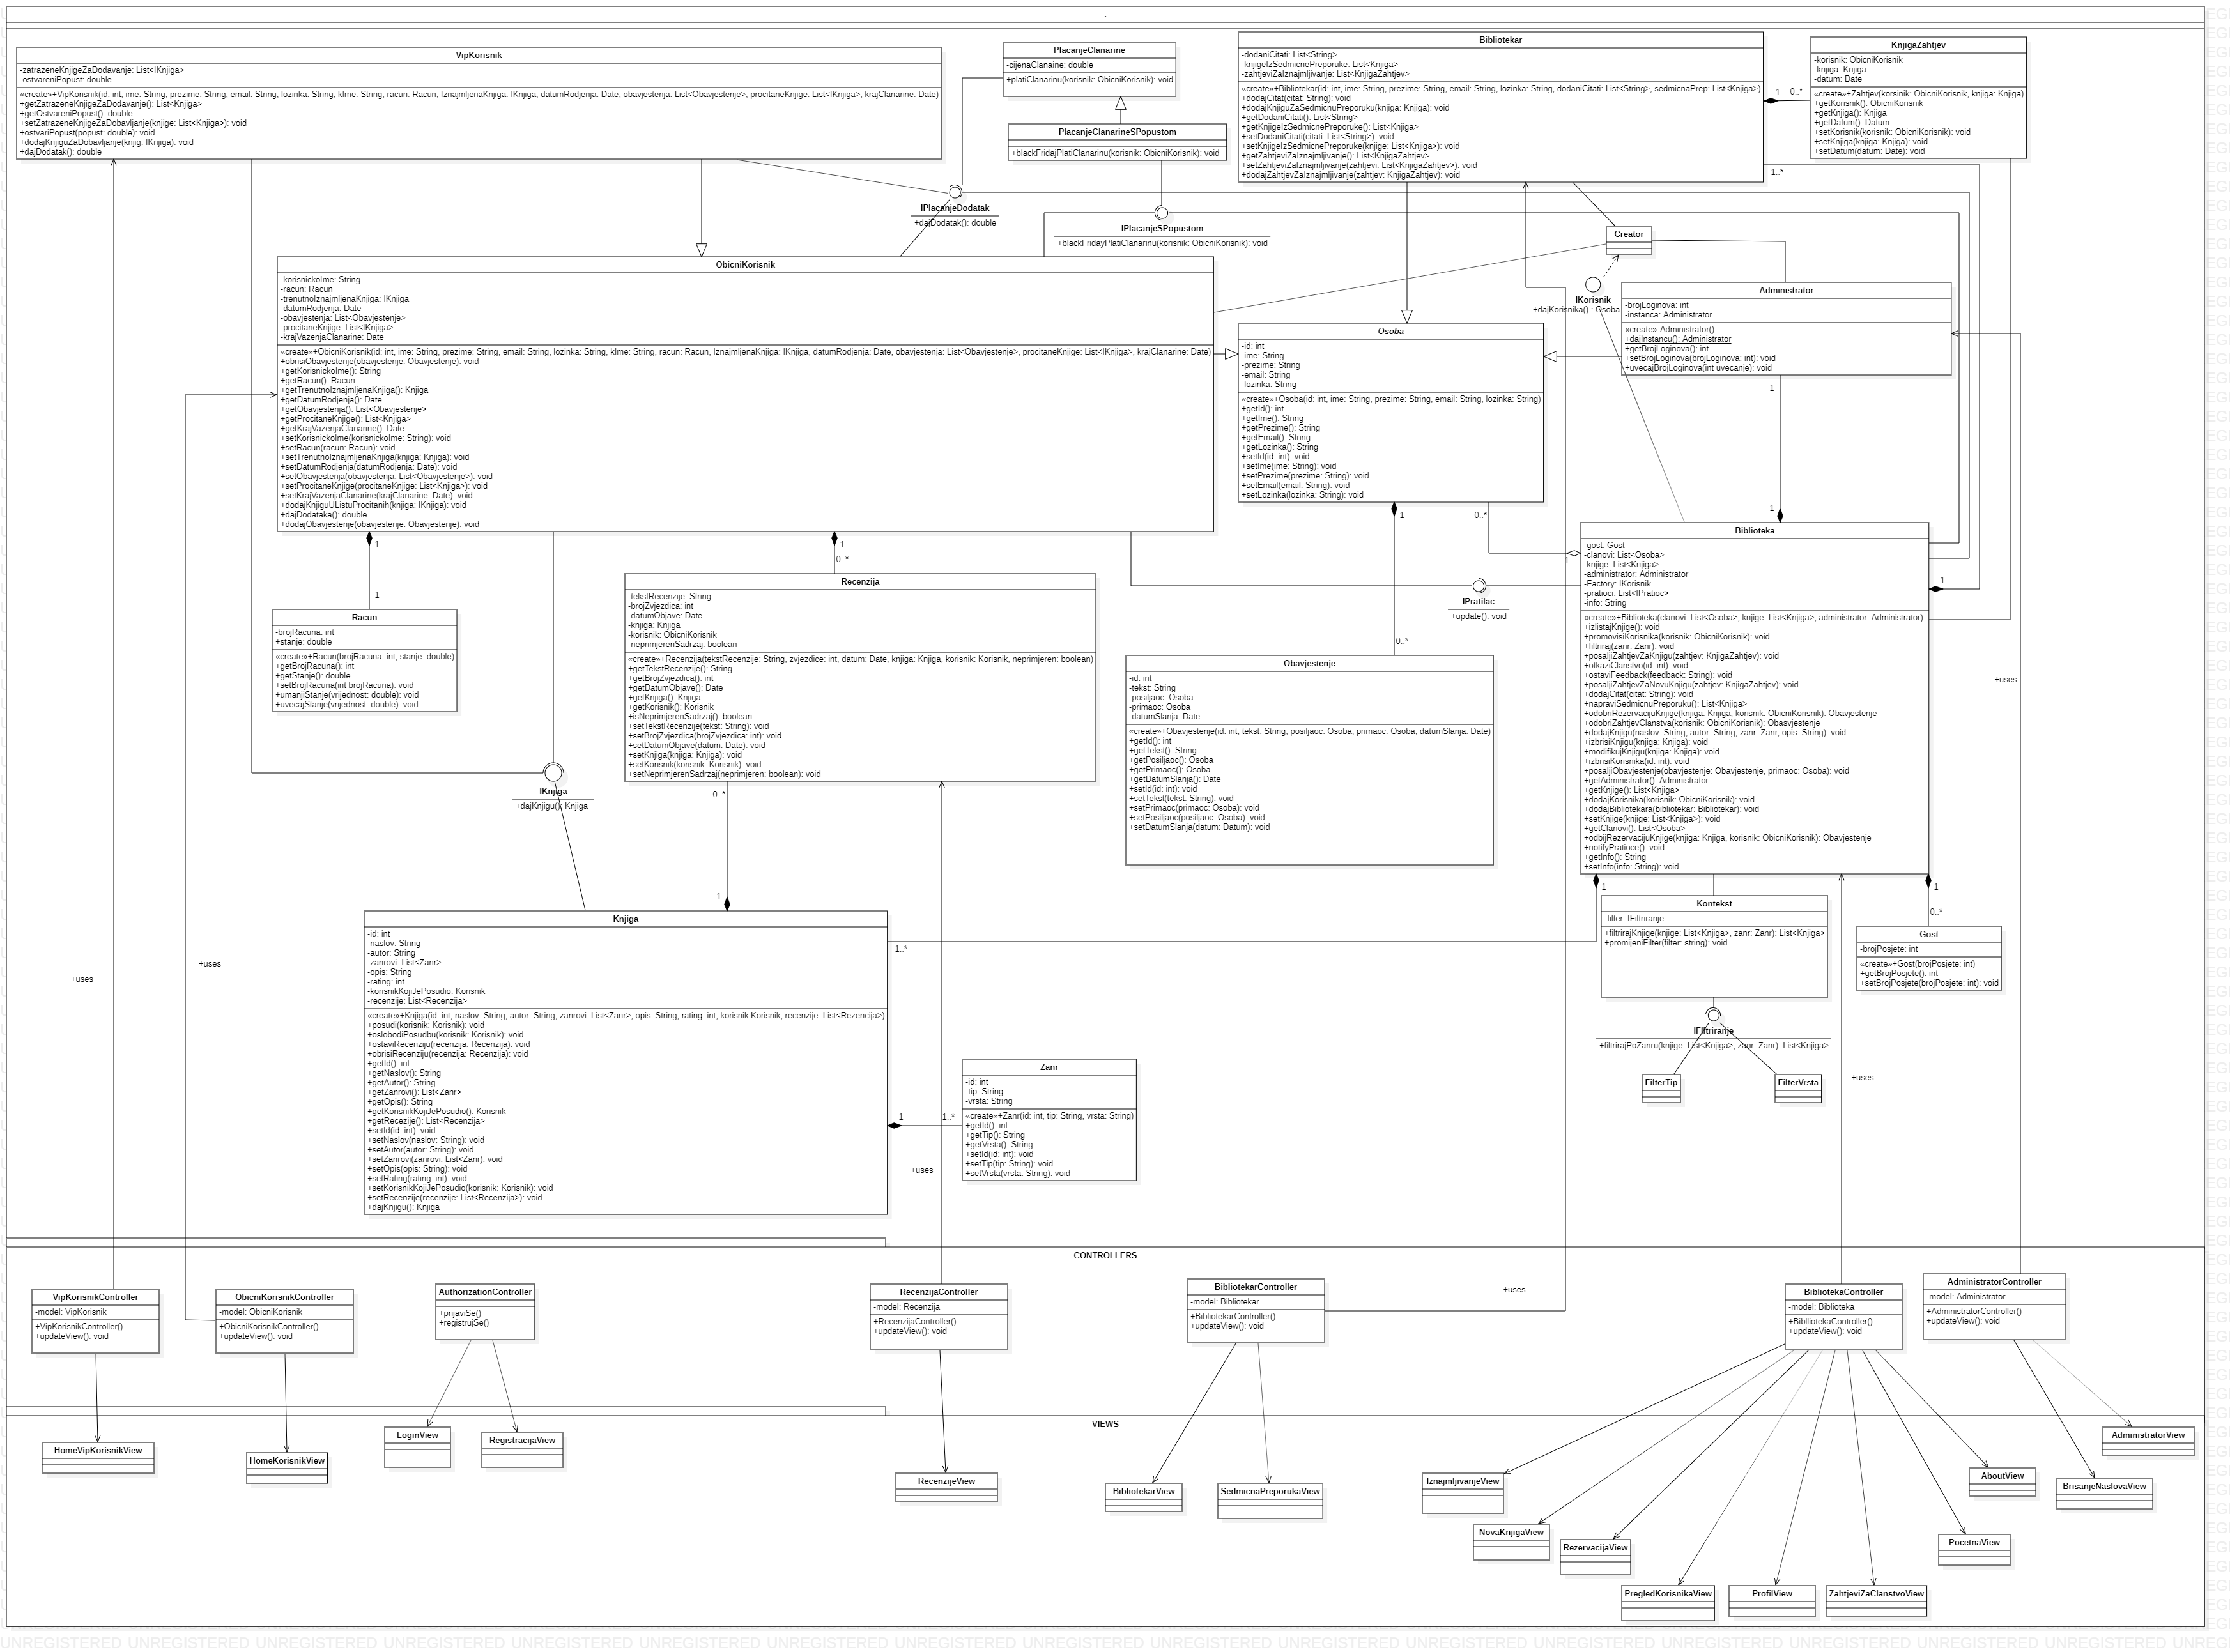 .
VipKorisnik
-zatrazeneKnjigeZaDodavanje: List<IKnjiga>
-ostvareniPopust: double
«create»+VipKorisnik(id: int, ime: String, prezime: String, email: String, lozinka: String, kIme: String, racun: Racun, IznajmljenaKnjiga: IKnjiga, datumRodjenja: Date, obavjestenja: List<Obavjestenje>, procitaneKnjige: List<IKnjiga>, krajClanarine: Date)
+getZatrazeneKnjigeZaDodavanje(): List<Knjiga>
+getOstvareniPopust(): double
+setZatrazeneKnjigeZaDobavljanje(knjige: List<Knjiga>): void
+ostvariPopust(popust: double): void
+dodajKnjiguZaDobavljanje(knjig: IKnjiga): void
+dajDodatak(): double
PlacanjeClanarine
-cijenaClanaine: double
+platiClanarinu(korisnik: ObicniKorisnik): void
PlacanjeClanarineSPopustom
+blackFridajPlatiClanarinu(korisnik: ObicniKorisnik): void
Bibliotekar
-dodaniCitati: List<String>
-knjigeIzSedmicnePreporuke: List<Knjiga>
-zahtjeviZaIznajmljivanje: List<KnjigaZahtjev>
«create»+Bibliotekar(id: int, ime: String, prezime: String, email: String, lozinka: String, dodaniCitati: List<String>, sedmicnaPrep: List<Knjiga>)
+dodajCitat(citat: String): void
+dodajKnjiguZaSedmicnuPreporuku(knjiga: Knjiga): void
+getDodaniCitati(): List<String>
+getKnjigeIzSedmicnePreporuke(): List<Knjiga>
+setDodaniCitati(citati: List<String>): void
+setKnjigeIzSedmicnePreporuke(knjige: List<Knjiga>): void
+getZahtjeviZaIznajmljivanje(): List<KnjigaZahtjev>
+setZahtjeviZaIznajmljivanje(zahtjevi: List<KnjigaZahtjev>): void
+dodajZahtjevZaIznajmljivanje(zahtjev: KnjigaZahtjev): void
1
0..*
KnjigaZahtjev
-korisnik: ObicniKorisnik
-knjiga: Knjiga
-datum: Date
«create»+Zahtjev(korsinik: ObicniKorisnik, knjiga: Knjiga)
+getKorisnik(): ObicniKorisnik
+getKnjiga(): Knjiga
+getDatum(): Datum
+setKorisnik(korisnik: ObicniKorisnik): void
+setKnjiga(knjiga: Knjiga): void
+setDatum(datum: Date): void
1..*
IPlacanjeDodatak
+dajDodatak(): double
IPlacanjeSPopustom
+blackFridayPlatiClanarinu(korisnik: ObicniKorisnik): void
Creator
IKorisnik
+dajKorisnika() : Osoba
ObicniKorisnik
-korisnickoIme: String
-racun: Racun
-trenutnoIznajmljenaKnjiga: IKnjiga
-datumRodjenja: Date
-obavjestenja: List<Obavjestenje>
-procitaneKnjige: List<IKnjiga>
-krajVazenjaClanarine: Date
«create»+ObicniKorisnik(id: int, ime: String, prezime: String, email: String, lozinka: String, kIme: String, racun: Racun, IznajmljenaKnjiga: IKnjiga, datumRodjenja: Date, obavjestenja: List<Obavjestenje>, procitaneKnjige: List<IKnjiga>, krajClanarine: Date)
+obrisiObavjestenje(obavjestenje: Obavjestenje): void
+getKorisnickoIme(): String
+getRacun(): Racun
+getTrenutnoIznajmljenaKnjiga(): Knjiga
+getDatumRodjenja(): Date
+getObavjestenja(): List<Obavjestenje>
+getProcitaneKnjige(): List<Knjiga>
+getKrajVazenjaClanarine(): Date
+setKorisnickoIme(korisnickoIme: String): void
+setRacun(racun: Racun): void
+setTrenutnoIznajmljenaKnjiga(knjiga: Knjiga): void
+setDatumRodjenja(datumRodjenja: Date): void
+setObavjestenja(obavjestenja: List<Obavjestenje>): void
+setProcitaneKnjige(procitaneKnjige: List<Knjiga>): void
+setKrajVazenjaClanarine(krajClanarine: Date): void
+dodajKnjiguUListuProcitanih(knjiga: IKnjiga): void
+dajDodataka(): double
+dodajObavjestenje(obavjestenje: Obavjestenje): void
Osoba
-id: int
-ime: String
-prezime: String
-email: String
-lozinka: String
«create»+Osoba(id: int, ime: String, prezime: String, email: String, lozinka: String)
+getId(): int
+getIme(): String
+getPrezime(): String
+getEmail(): String
+getLozinka(): String
+setId(id: int): void
+setIme(ime: String): void
+setPrezime(prezime: String): void
+setEmail(email: String): void
+setLozinka(lozinka: String): void
Administrator
-brojLoginova: int
-instanca: Administrator
«create»-Administrator()
+dajInstancu(): Administrator
+getBrojLoginova(): int
+setBrojLoginova(brojLoginova: int): void
+uvecajBrojLoginova(int uvecanje): void
1
1
1
0..*
1
0..*
1
1
1
0..*
Racun
-brojRacuna: int
+stanje: double
«create»+Racun(brojRacuna: int, stanje: double)
+getBrojRacuna(): int
+getStanje(): double
+setBrojRacuna(int brojRacuna): void
+umanjiStanje(vrijednost: double): void
+uvecajStanje(vrijednost: double): void
Recenzija
-tekstRecenzije: String
-brojZvjezdica: int
-datumObjave: Date
-knjiga: Knjiga
-korisnik: ObicniKorisnik
-neprimjerenSadrzaj: boolean
«create»+Recenzija(tekstRecenzije: String, zvjezdice: int, datum: Date, knjiga: Knjiga, korisnik: Korisnik, neprimjeren: boolean)
+getTekstRecenzije(): String
+getBrojZvjezdica(): int
+getDatumObjave(): Date
+getKnjiga(): Knjiga
+getKorisnik(): Korisnik
+isNeprimjerenSadrzaj(): boolean
+setTekstRecenzije(tekst: String): void
+setBrojZvjezdica(brojZvjezdica: int): void
+setDatumObjave(datum: Date): void
+setKnjiga(knjiga: Knjiga): void
+setKorisnik(korisnik: Korisnik): void
+setNeprimjerenSadrzaj(neprimjeren: boolean): void
IPratilac
+update(): void
0..*
Obavjestenje
-id: int
-tekst: String
-posiljaoc: Osoba
-primaoc: Osoba
-datumSlanja: Date
«create»+Obavjestenje(id: int, tekst: String, posiljaoc: Osoba, primaoc: Osoba, datumSlanja: Date)
+getId(): int
+getTekst(): String
+getPosiljaoc(): Osoba
+getPrimaoc(): Osoba
+getDatumSlanja(): Date
+setId(id: int): void
+setTekst(tekst: String): void
+setPrimaoc(primaoc: Osoba): void
+setPosiljaoc(posiljaoc: Osoba): void
+setDatumSlanja(datum: Datum): void
Biblioteka
-gost: Gost
-clanovi: List<Osoba>
-knjige: List<Knjiga>
-administrator: Administrator
-Factory: IKorisnik
-pratioci: List<IPratioc>
-info: String
«create»+Biblioteka(clanovi: List<Osoba>, knjige: List<Knjiga>, administrator: Administrator)
+izlistajKnjige(): void
+promovisiKorisnika(korisnik: ObicniKorisnik): void
+filtriraj(zanr: Zanr): void
+posaljiZahtjevZaKnjigu(zahtjev: KnjigaZahtjev): void
+otkaziClanstvo(id: int): void
+ostaviFeedback(feedback: String): void
+posaljiZahtjevZaNovuKnjigu(zahtev: KnjigaZahtjev): void
+dodajCitat(citat: String): void
+napraviSedmicnuPreporuku(): List<Knjiga>
+odobriRezervacijuKnjige(knjiga: Knjiga, korisnik: ObicniKorisnik): Obavjestenje
+odobriZahtjevClanstva(korisnik: ObicniKorisnik): Obasvjestenje
+dodajKnjigu(naslov: String, autor: String, zanr: Zanr, opis: String): void
+izbrisiKnjigu(knjiga: Knjiga): void
+modifikujKnjigu(knjiga: Knjiga): void
+izbrisiKorisnika(id: int): void
+posaljiObavjestenje(obavjestenje: Obavjestenje, primaoc: Osoba): void
+getAdministrator(): Administrator
+getKnjige(): List<Knjiga>
+dodajKorisnika(korisnik: ObicniKorisnik): void
+dodajBibliotekara(bibliotekar: Bibliotekar): void
+setKnjige(knjige: List<Knjiga>): void
+getClanovi(): List<Osoba>
+odbijRezervacijuKnjige(knjiga: Knjiga, korisnik: ObicniKorisnik): Obavjestenje
+notifyPratioce(): void
+getInfo(): String
+setInfo(info: String): void
+uses
IKnjiga
+dajKnjigu(): Knjiga
0..*
1
1
1
0..*
1..*
Knjiga
-id: int
-naslov: String
-autor: String
-zanrovi: List<Zanr>
-opis: String
-rating: int
-korisnikKojiJePosudio: Korisnik
-recenzije: List<Recenzija>
«create»+Knjiga(id: int, naslov: String, autor: String, zanrovi: List<Zanr>, opis: String, rating: int, korisnik Korisnik, recenzije: List<Rezencija>)
+posudi(korisnik: Korisnik): void
+oslobodiPosudbu(korisnik: Korisnik): void
+ostaviRecenziju(recenzija: Recenzija): void
+obrisiRecenziju(recenzija: Recenzija): void
+getId(): int
+getNaslov(): String
+getAutor(): String
+getZanrovi(): List<Zanr>
+getOpis(): String
+getKorisnikKojiJePosudio(): Korisnik
+getRecezije(): List<Recenzija>
+setId(id: int): void
+setNaslov(naslov: String): void
+setAutor(autor: String): void
+setZanrovi(zanrovi: List<Zanr): void
+setOpis(opis: String): void
+setRating(rating: int): void
+setKorisnikKojiJePosudio(korisnik: Korisnik): void
+setRecenzije(recenzije: List<Recenzija>): void
+dajKnjigu(): Knjiga
Kontekst
-filter: IFiltriranje
+filtrirajKnjige(knjige: List<Knjiga>, zanr: Zanr): List<Knjiga>
+promijeniFilter(filter: string): void
Gost
-brojPosjete: int
«create»+Gost(brojPosjete: int)
+getBrojPosjete(): int
+setBrojPosjete(brojPosjete: int): void
+uses
+uses
IFiltriranje
+filtrirajPoZanru(knjige: List<Knjiga>, zanr: Zanr): List<Knjiga>
FilterTip
FilterVrsta
+uses
Zanr
-id: int
-tip: String
-vrsta: String
«create»+Zanr(id: int, tip: String, vrsta: String)
+getId(): int
+getTip(): String
+getVrsta(): String
+setId(id: int): void
+setTip(tip: String): void
+setVrsta(vrsta: String): void
1
1..*
+uses
CONTROLLERS
VipKorisnikController
-model: VipKorisnik
+VipKorisnikController()
+updateView(): void
ObicniKorisnikController
-model: ObicniKorisnik
+ObicniKorisnikController()
+updateView(): void
AuthorizationController
+prijaviSe()
+registrujSe()
RecenzijaController
-model: Recenzija
+RecenzijaController()
+updateView(): void
BibliotekarController
-model: Bibliotekar
+BibliotekarController()
+updateView(): void
+uses
BibliotekaController
-model: Biblioteka
+BiblliotekaController()
+updateView(): void
AdministratorController
-model: Administrator
+AdministratorController()
+updateView(): void
VIEWS
HomeVipKorisnikView
HomeKorisnikView
LoginView
RegistracijaView
RecenzijeView
BibliotekarView
SedmicnaPreporukaView
IznajmljivanjeView
NovaKnjigaView
RezervacijaView
PregledKorisnikaView
ProfilView
ZahtjeviZaClanstvoView
PocetnaView
AboutView
BrisanjeNaslovaView
AdministratorView
UNREGISTERED UNREGISTERED UNREGISTERED UNREGISTERED UNREGISTERED UNREGISTERED UNREGISTERED UNREGISTERED UNREGISTERED UNREGISTERED UNREGISTERED UNREGISTERED UNREGISTERED UNREGISTERED UNREGISTERED UNREGISTERED UNREGISTERED